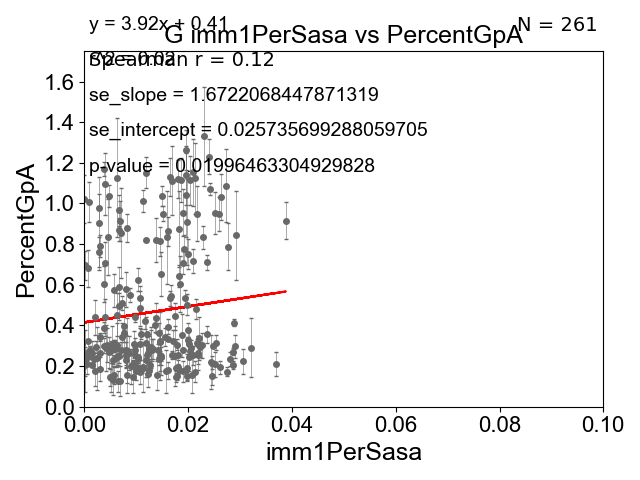 y = 3.92x + 0.41
N = 261
G imm1PerSasa vs PercentGpA
Spearman r = 0.12
se_slope = 1.6722068447871319
se_intercept = 0.025735699288059705
p-value = 0.01996463304929828
PercentGpA
1.6
1.4
1.2
1.0
0.8
0.6
0.4
0.2
0.0
0.00 0.02 0.04 0.06 0.08 0.10
imm1PerSasa